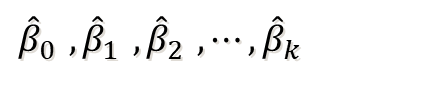 β̂₀ , β̂₁ , β̂₂ , ⋯ , β̂ₖ